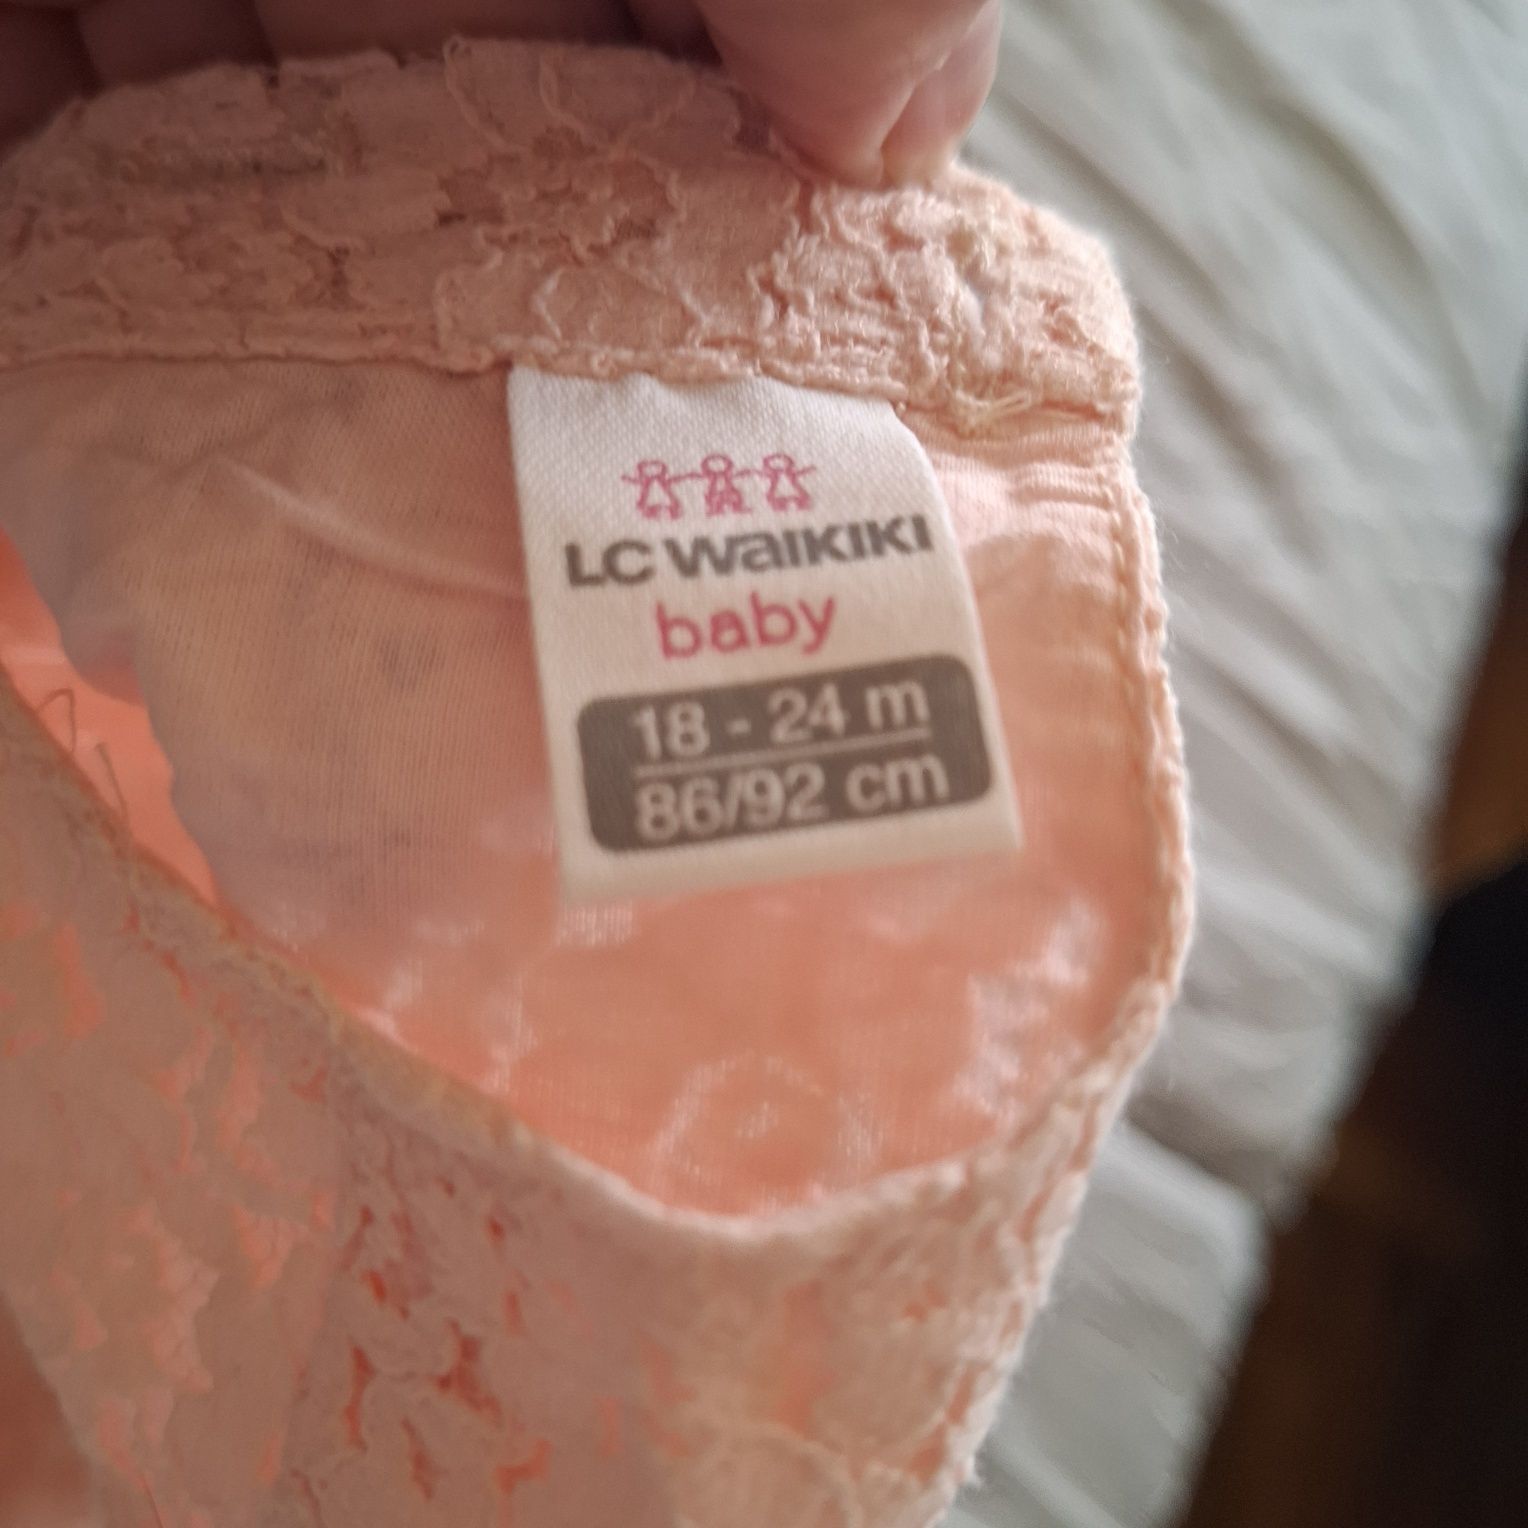 LC WAIKIKI
baby
18 - 24 m
86/92 cm